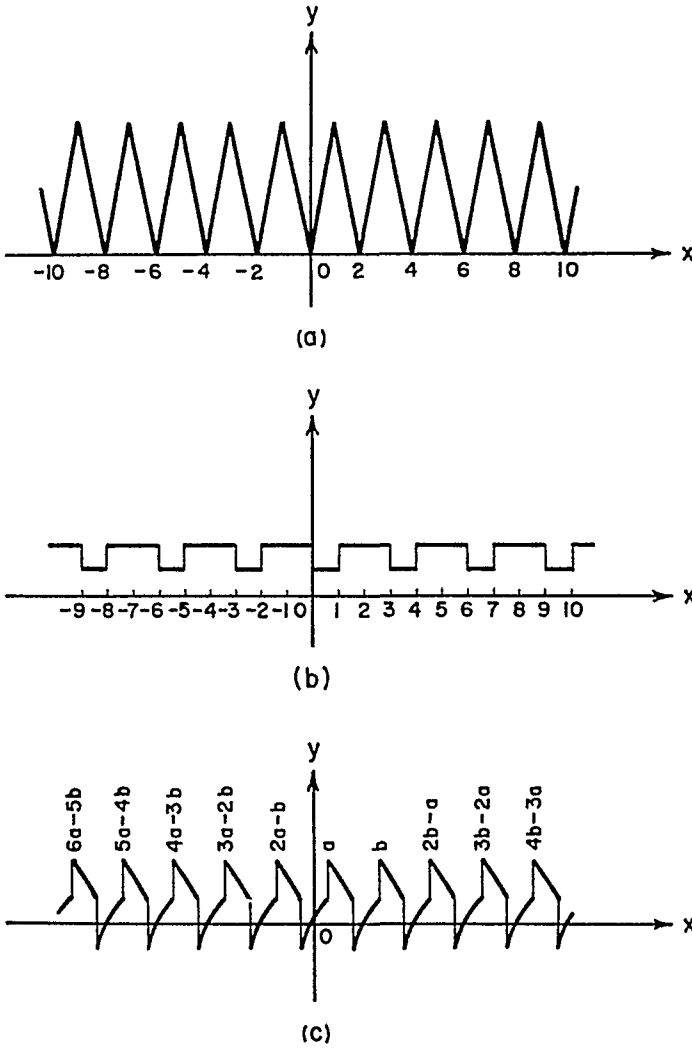 y
-10 -8 -6 -4 -2 0 2 4 6 8 10 x
(a)
y
-9 -8 -7 -6 -5 -4 -3 -2 -1 0 1 2 3 4 5 6 7 8 9 10 x
(b)
y
6a-5b 5a-4b 4a-3b 3a-2b 2a-b a b 2b-a 3b-2a 4b-3a
0 x
(c)